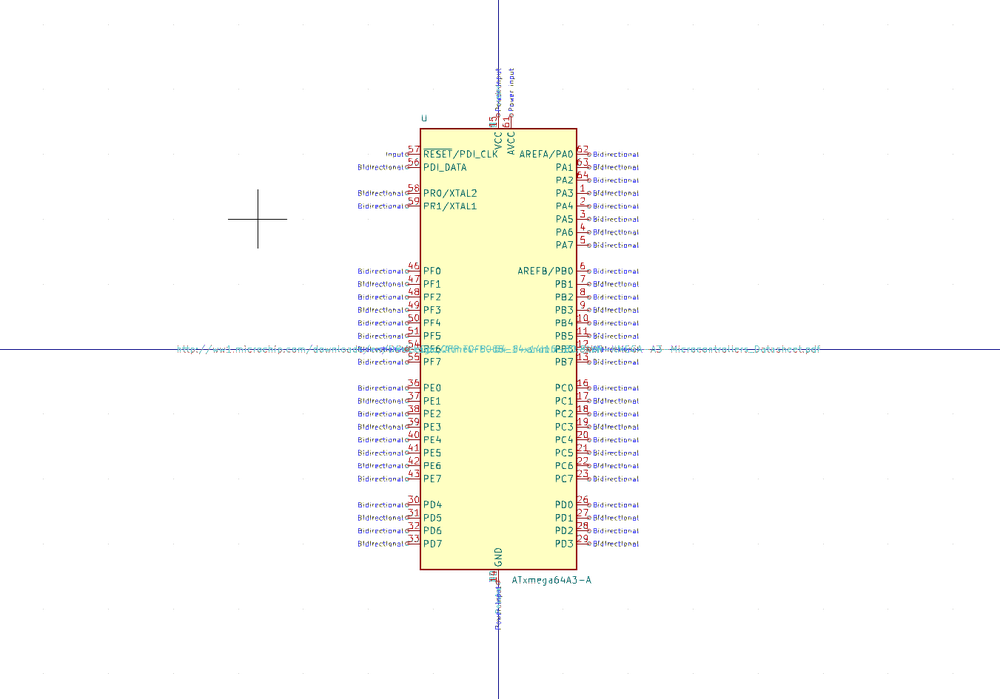 Power Input
Power Input
U
15
61
VCC
AVCC
Input 57 RESET/PDI_CLK AREFA/PA0 62 Bidirectional
Bidirectional 56 PDI_DATA PA1 63 Bidirectional
PA2 64 Bidirectional
Bidirectional 58 PR0/XTAL2 PA3 1 Bidirectional
Bidirectional 59 PR1/XTAL1 PA4 2 Bidirectional
PA5 3 Bidirectional
PA6 4 Bidirectional
PA7 5 Bidirectional
Bidirectional 46 PF0 AREFB/PB0 6 Bidirectional
Bidirectional 47 PF1 PB1 7 Bidirectional
Bidirectional 48 PF2 PB2 8 Bidirectional
Bidirectional 49 PF3 PB3 9 Bidirectional
Bidirectional 50 PF4 PB4 10 Bidirectional
Bidirectional 51 PF5 PB5 11 Bidirectional
http://ww1.microchip.com/downloads 54 12 A3 Microcontrollers_Datasheet.pdf
Bidirectional 55 PF7 PB7 13 Bidirectional
Bidirectional 36 PE0 PC0 16 Bidirectional
Bidirectional 37 PE1 PC1 17 Bidirectional
Bidirectional 38 PE2 PC2 18 Bidirectional
Bidirectional 39 PE3 PC3 19 Bidirectional
Bidirectional 40 PE4 PC4 20 Bidirectional
Bidirectional 41 PE5 PC5 21 Bidirectional
Bidirectional 42 PE6 PC6 22 Bidirectional
Bidirectional 43 PE7 PC7 23 Bidirectional
Bidirectional 30 PD4 PD0 26 Bidirectional
Bidirectional 31 PD5 PD1 27 Bidirectional
Bidirectional 32 PD6 PD2 28 Bidirectional
Bidirectional 33 PD7 PD3 29 Bidirectional
GND
ATxmega64A3-A
Power Input